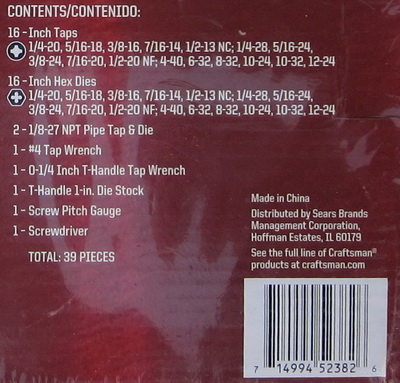 CONTENTS/CONTENIDO:
16 - Inch Taps
1/4-20, 5/16-18, 3/8-16, 7/16-14, 1/2-13 NC; 1/4-28, 5/16-24,
3/8-24, 7/16-20, 1/2-20 NF; 4-40, 6-32, 8-32, 10-24, 10-32, 12-24
16 - Inch Hex Dies
1/4-20, 5/16-18, 3/8-16, 7/16-14, 1/2-13 NC; 1/4-28, 5/16-24,
3/8-24, 7/16-20, 1/2-20 NF; 4-40, 6-32, 8-32, 10-24, 10-32, 12-24
2 - 1/8-27 NPT Pipe Tap & Die
1 - #4 Tap Wrench
1 - 0-1/4 Inch T-Handle Tap Wrench
1 - T-Handle 1-in. Die Stock
1 - Screw Pitch Gauge
1 - Screwdriver
TOTAL: 39 PIECES
Made in China
Distributed by Sears Brands
Management Corporation,
Hoffman Estates, IL 60179
See the full line of Craftsman®
products at craftsman.com
7 14994 52382 6